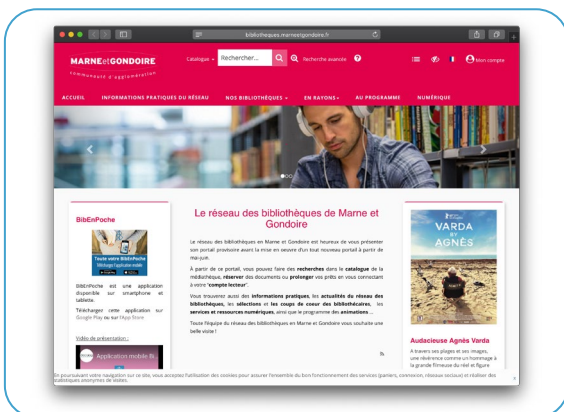 bibliotheques.marneetgondoire.fr
MARNEetGONDOIRE
communauté d'agglomération
Catalogue
Rechercher...
Recherche avancée
Mon compte
ACCUEIL INFORMATIONS PRATIQUES DU RÉSEAU NOS BIBLIOTHÈQUES EN RAYONS AU PROGRAMME NUMÉRIQUE
BibEnPoche
Toute votre BibEnPoche
Téléchargez l'application mobile
BibEnPoche est une application
disponible sur smartphone et
tablette.
Télécharger cette application sur
Google Play ou sur l'App Store
Vidéo de présentation :
Application mobile Bi
Le réseau des bibliothèques de Marne et
Gondoire
Le réseau des bibliothèques en Marne et Gondoire est heureux de vous présenter
son portail provisoire avant la mise en oeuvre d'un tout nouveau portail à partir de
mai-juin.
À partir de ce portail, vous pouvez faire des recherches dans le catalogue de la
médiathèque, réserver des documents ou prolonger vos prêts en vous connectant
à votre "compte lecteur".
Vous trouverez aussi des informations pratiques, les actualités du réseau des
bibliothèques, les sélections et les coups de coeur des bibliothécaires, les
services et ressources numériques, ainsi que le programme des animations ...
Toute l'équipe du réseau des bibliothèques en Marne et Gondoire vous souhaite une
belle visite !
VARDA
BY
AGNÈS
Audacieuse Agnès Varda
A travers ses plages et ses images,
une révérence comme un hommage à
la grande filmeuse du réel et figure
En poursuivant votre navigation sur ce site, vous acceptez l'utilisation des cookies pour assurer l'ensemble du bon fonctionnement des services (paniers, connexion, réseaux sociaux) et réaliser des
statistiques anonymes de visites.